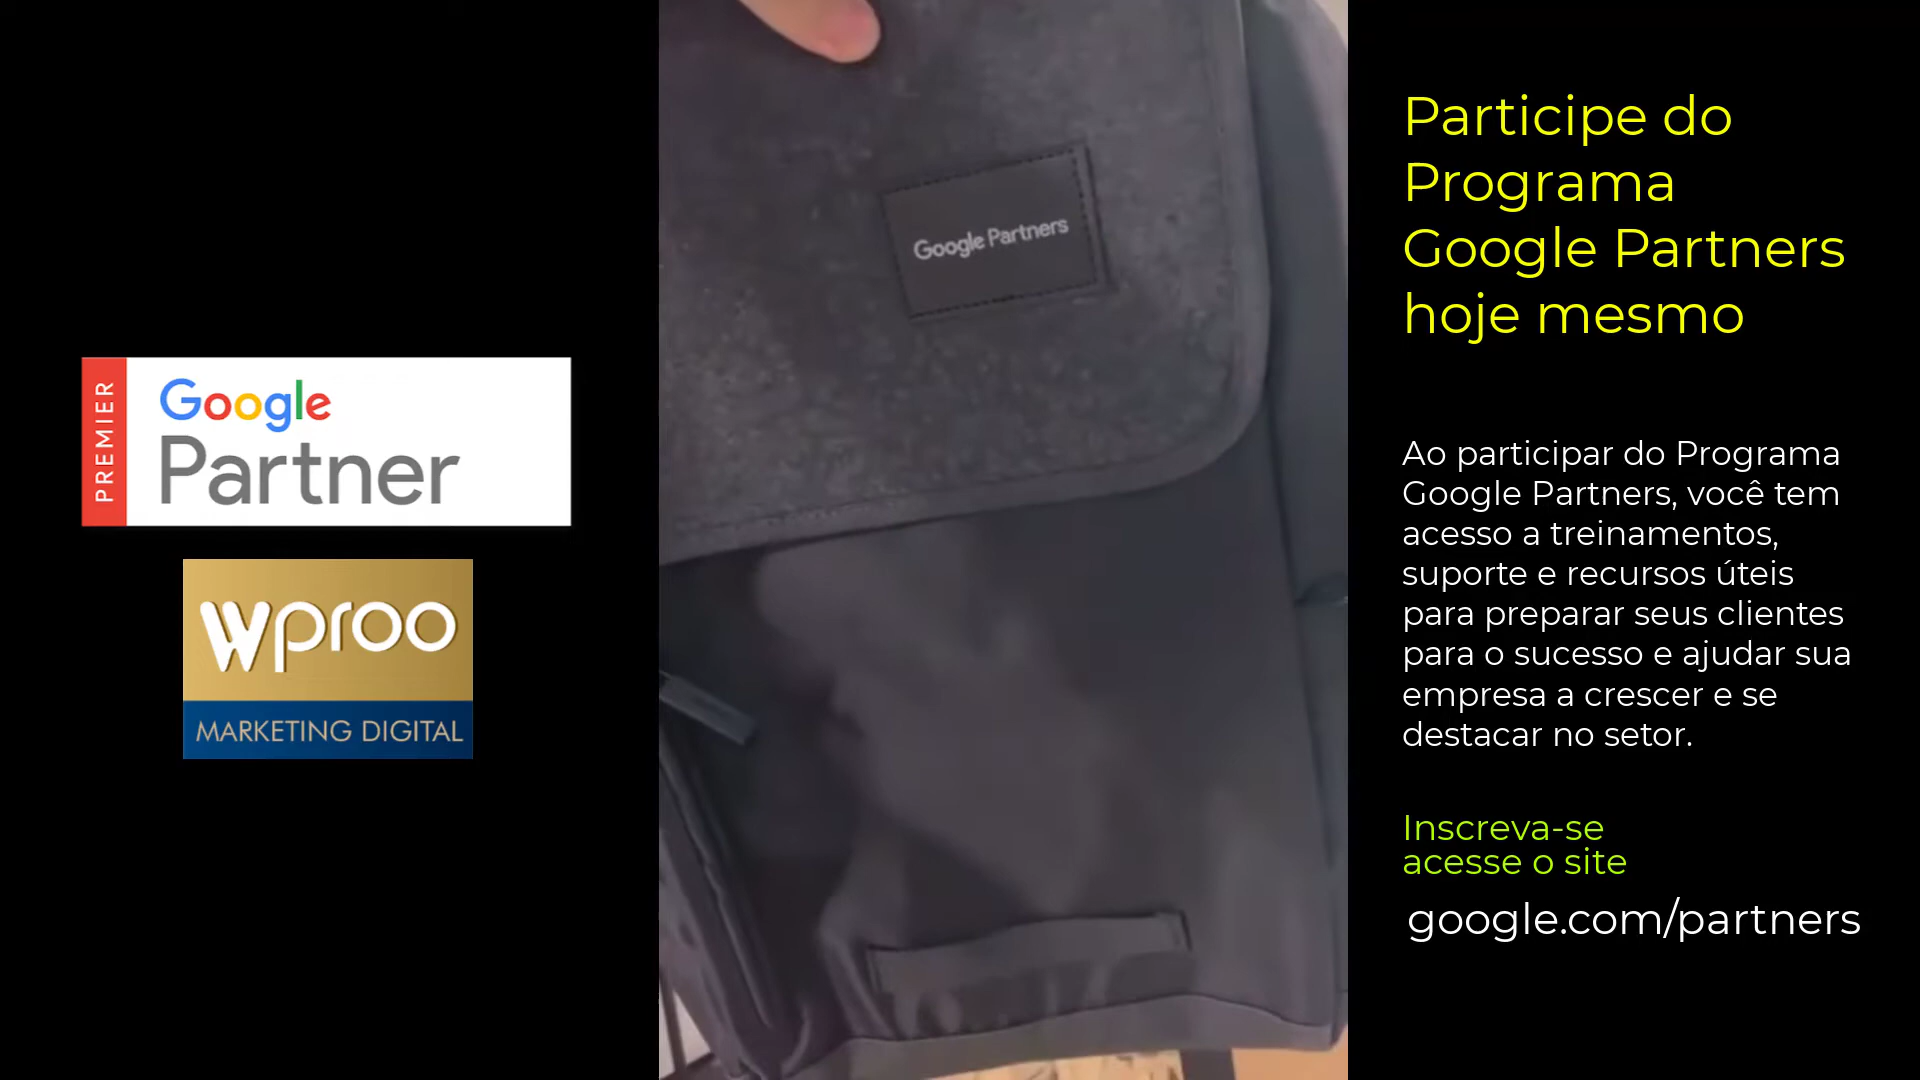 PREMIER
Google
Partner
wproo
MARKETING DIGITAL
Google Partners
Participe do
Programa
Google Partners
hoje mesmo
Ao participar do Programa
Google Partners, você tem
acesso a treinamentos,
suporte e recursos úteis
para preparar seus clientes
para o sucesso e ajudar sua
empresa a crescer e se
destacar no setor.
Inscreva-se
acesse o site
google.com/partners